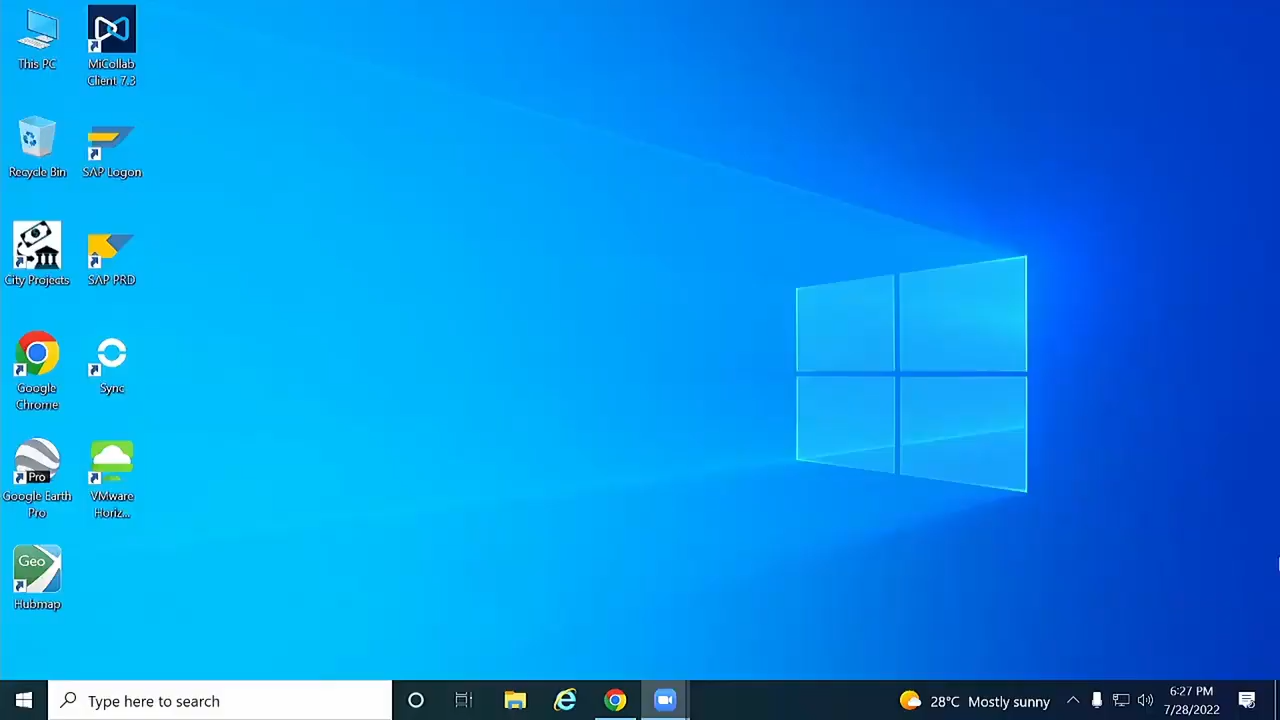 This PC
MiCollab
Client 7.3
Recycle Bin
SAP Logon
City Projects
SAP PRD
Google
Chrome
Sync
Pro
Google Earth
Pro
VMware
Horiz...
Geo
Hubmap
Type here to search
28°C Mostly sunny
6:27 PM
7/28/2022